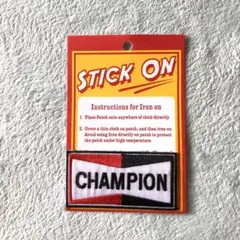 STICK ON
Instructions for Iron on
1. Place Patch onto anywhere of cloth directly
2. Cover a thin cloth on patch, and then iron on.
Avoid using Iron directly on patch to protect
the patch under high temperature.
CHAMPION